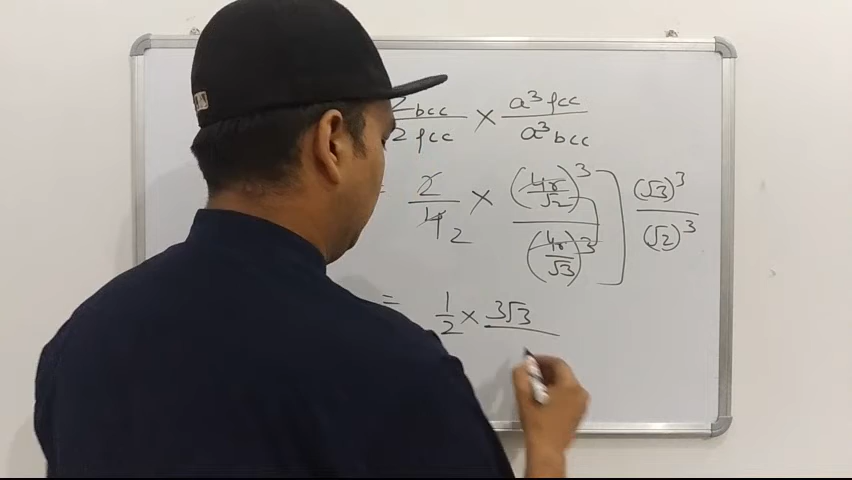 Z bcc / Z fcc × a³ fcc / a³ bcc
= 2 / 4 2 × (4r/√2)³ / (4r/√3)³ ] (√3)³ / (√2)³
= 1/2 × 3√3